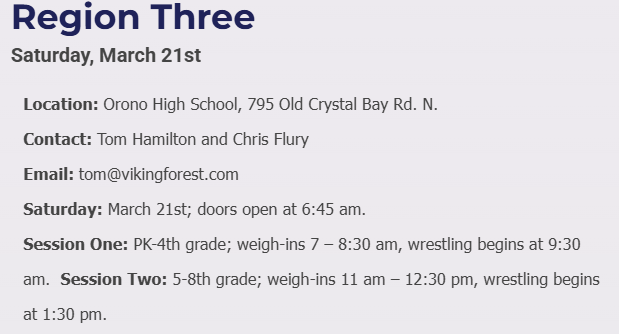 Region Three
Saturday, March 21st
Location: Orono High School, 795 Old Crystal Bay Rd. N.
Contact: Tom Hamilton and Chris Flury
Email: tom@vikingforest.com
Saturday: March 21st; doors open at 6:45 am.
Session One: PK-4th grade; weigh-ins 7 – 8:30 am, wrestling begins at 9:30
am.  Session Two: 5-8th grade; weigh-ins 11 am – 12:30 pm, wrestling begins
at 1:30 pm.